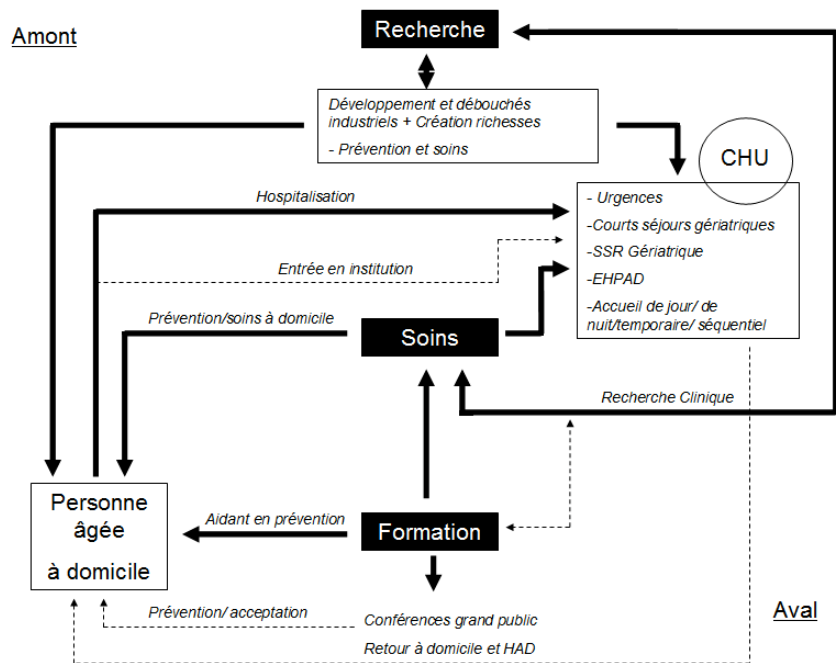 Recherche
Amont
Développement et débouchés
industriels + Création richesses
- Prévention et soins
CHU
Hospitalisation
- Urgences
-Courts séjours gériatriques
-SSR Gériatrique
-EHPAD
-Accueil de jour/ de
nuit/temporaire/ séquentiel
Entrée en institution
Prévention/soins à domicile
Soins
Recherche Clinique
Personne
âgée
à domicile
Aidant en prévention
Formation
Prévention/ acceptation
Conférences grand public
Aval
Retour à domicile et HAD